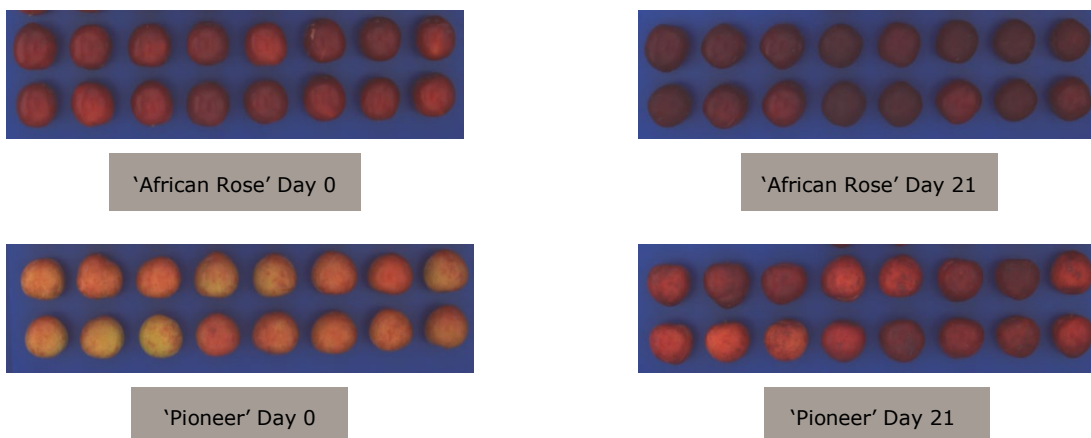 ‘African Rose’ Day 0
‘African Rose’ Day 21
‘Pioneer’ Day 0
‘Pioneer’ Day 21